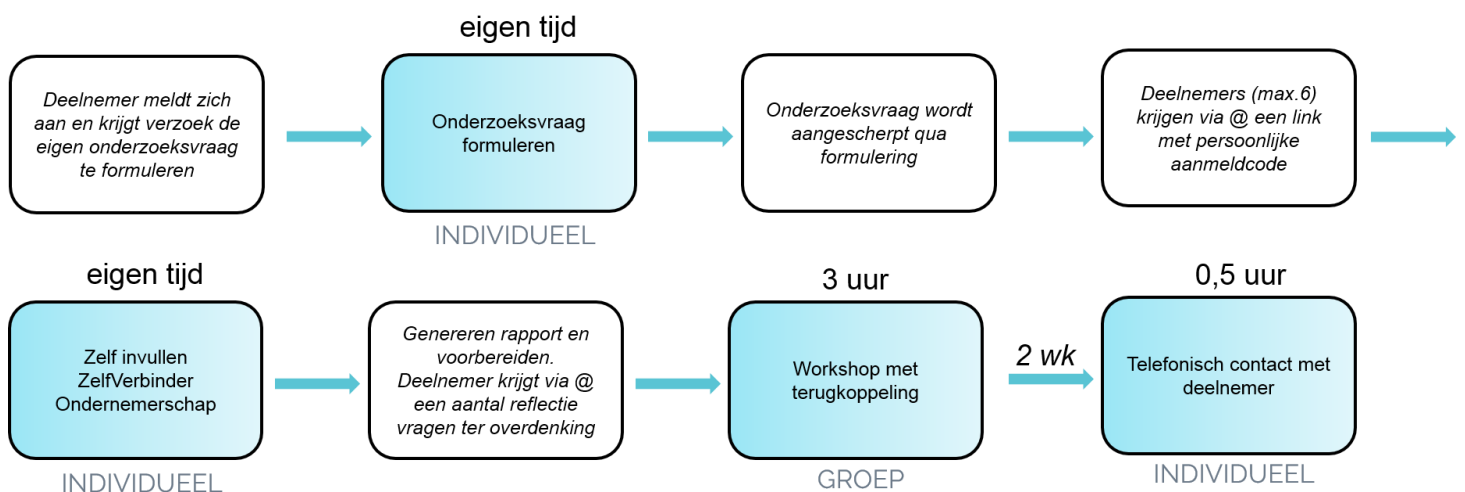 eigen tijd
Deelnemer meldt zich
aan en krijgt verzoek de
eigen onderzoeksvraag
te formuleren
Onderzoeksvraag
formuleren
INDIVIDUEEL
Onderzoeksvraag wordt
aangescherpt qua
formulering
Deelnemers (max.6)
krijgen via @ een link
met persoonlijke
aanmeldcode
eigen tijd
Zelf invullen
ZelfVerbinder
Ondernemerschap
INDIVIDUEEL
Genereren rapport en
voorbereiden.
Deelnemer krijgt via @
een aantal reflectie
vragen ter overdenking
3 uur
Workshop met
terugkoppeling
GROEP
2 wk
0,5 uur
Telefonisch contact met
deelnemer
INDIVIDUEEL